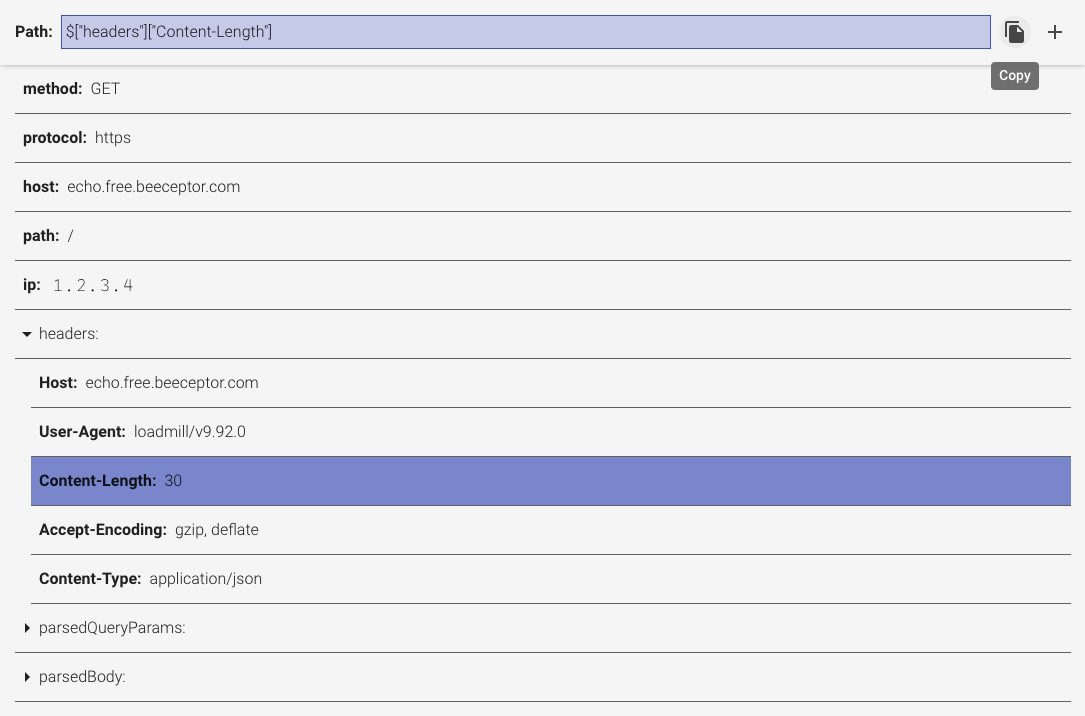 Path: $["headers"]["Content-Length"]
Copy
method: GET
protocol: https
host: echo.free.beeceptor.com
path: /
ip: 1.2.3.4
headers:
Host: echo.free.beeceptor.com
User-Agent: loadmill/v9.92.0
Content-Length: 30
Accept-Encoding: gzip, deflate
Content-Type: application/json
parsedQueryParams:
parsedBody: